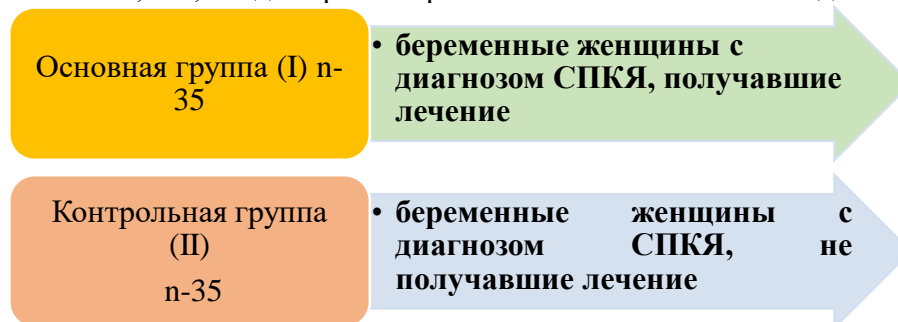 Основная группа (I) n-
35
• беременные женщины с
диагнозом СПКЯ, получавшие
лечение
Контрольная группа
(II)
n-35
• беременные женщины с
диагнозом СПКЯ, не
получавшие лечение